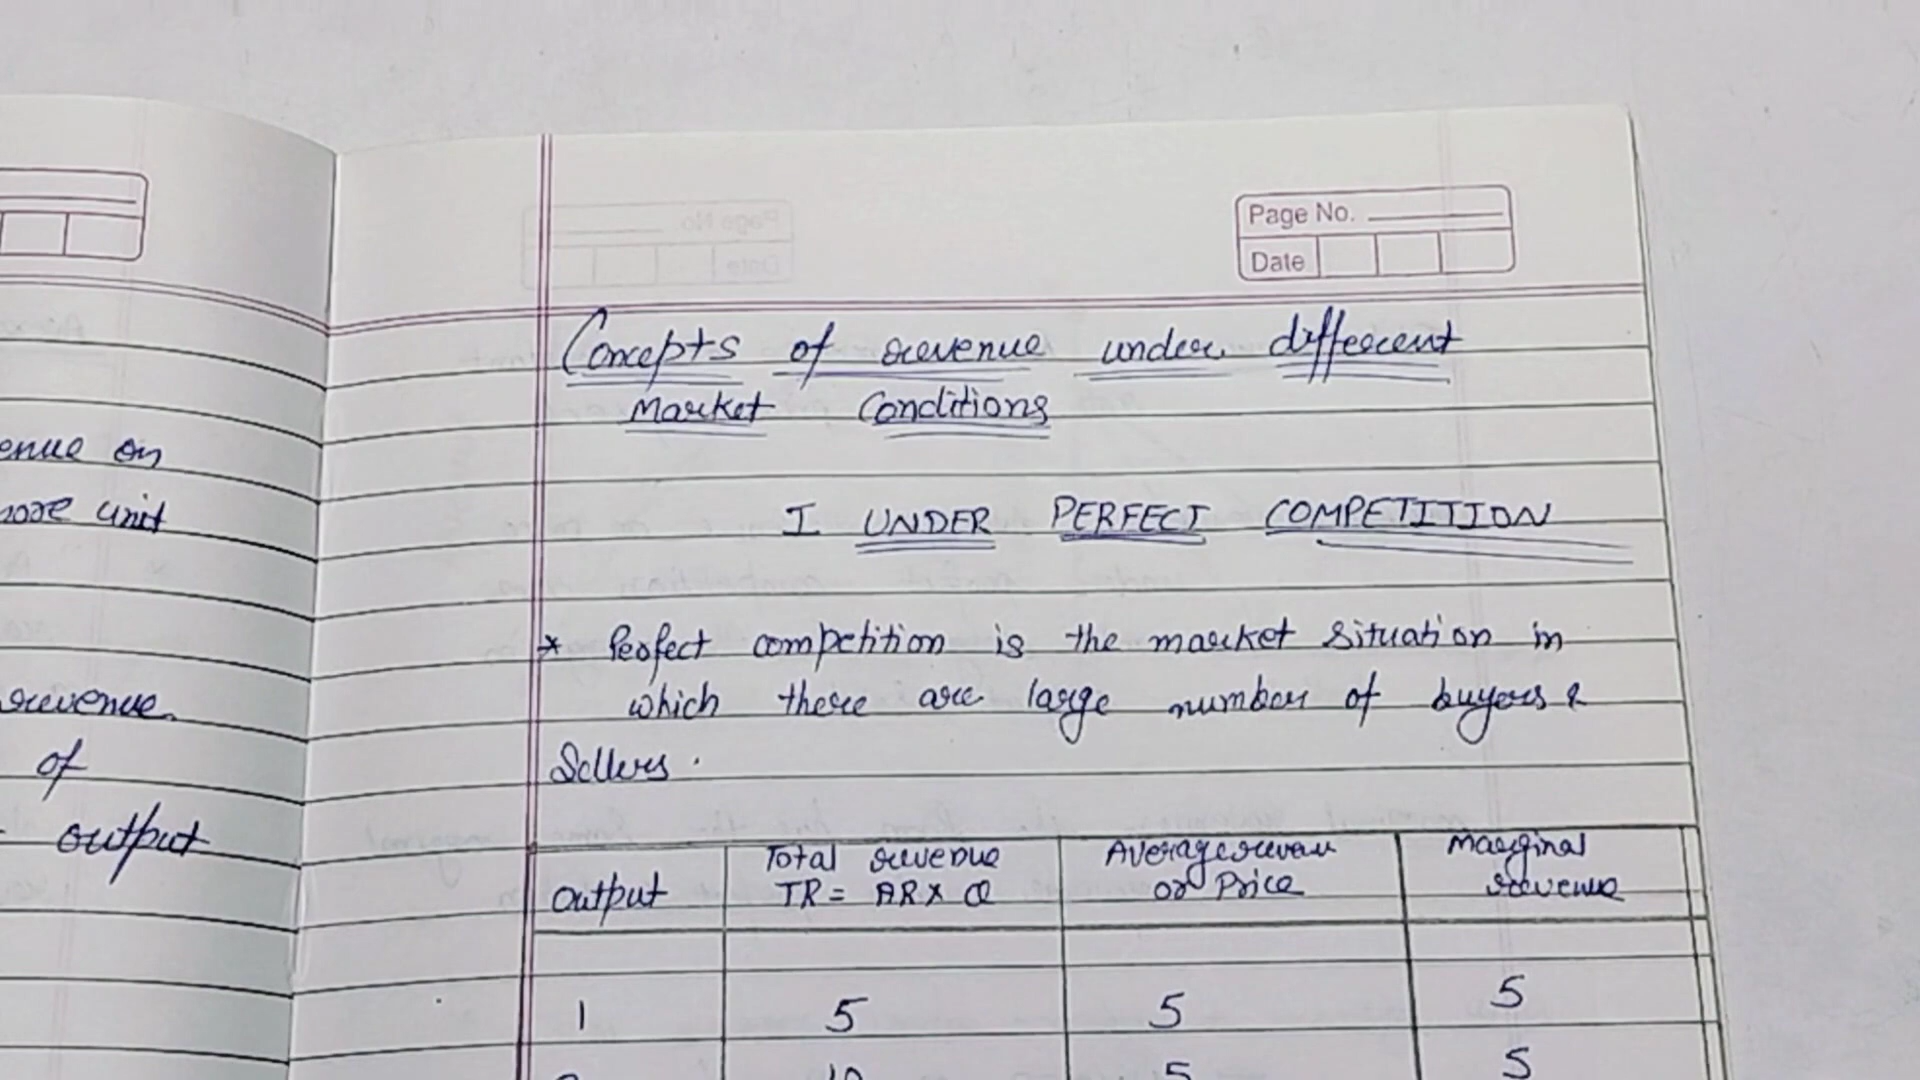 enue on
more unit
revenue
of
output
Page No.
Date
Concepts of revenue under different
Market Conditions
I UNDER PERFECT COMPETITION
* Perfect competition is the market situation in
which there are large number of buyers &
Sellers.
output Total revenue TR = AR x Q Average revenue or Price Marginal revenue
1 5 5 5
10 5 5